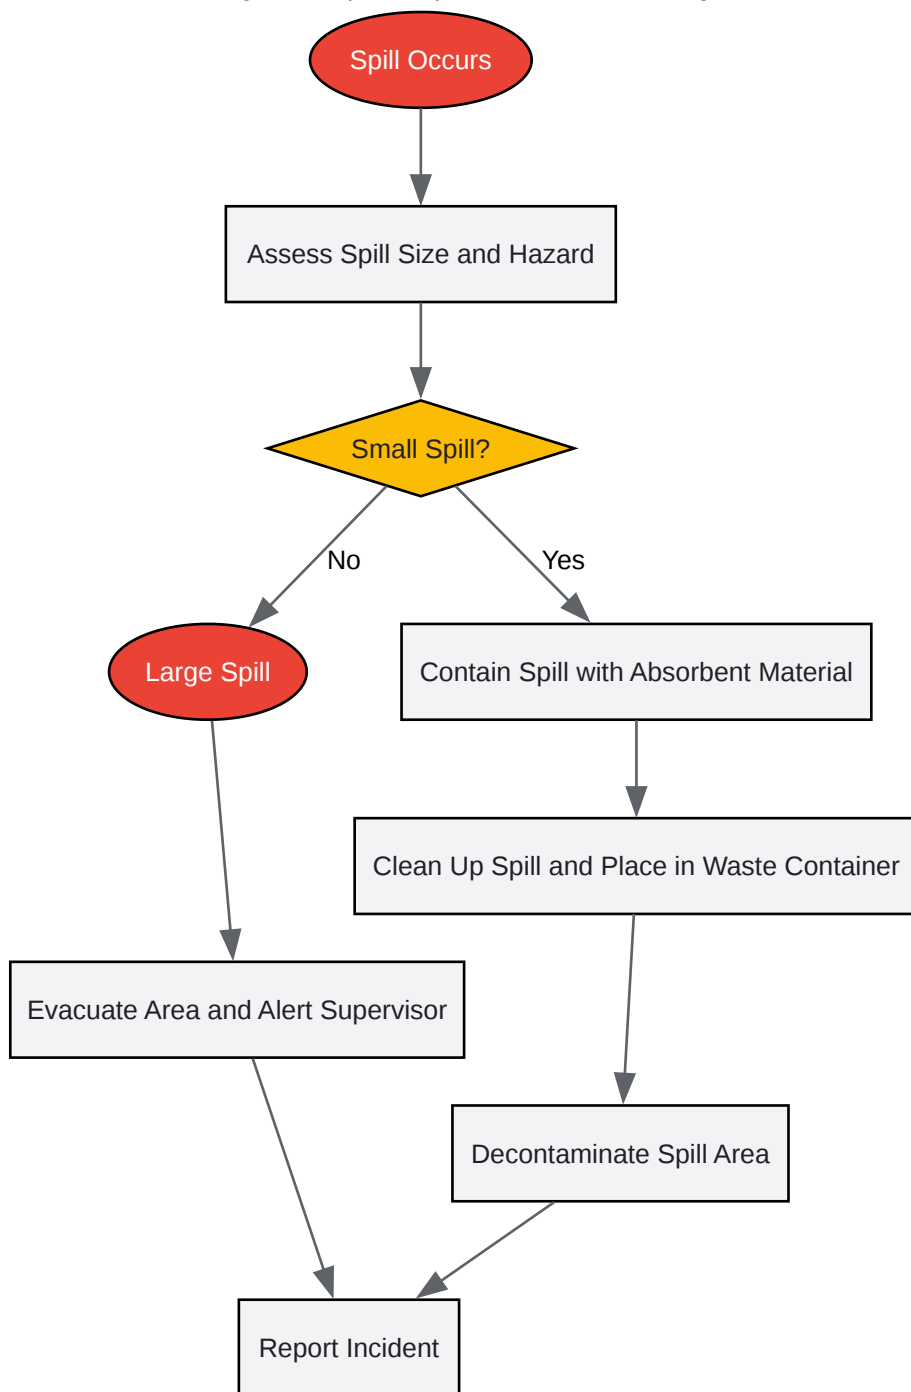 Spill Occurs
Assess Spill Size and Hazard
Small Spill?
No
Yes
Large Spill
Contain Spill with Absorbent Material
Clean Up Spill and Place in Waste Container
Evacuate Area and Alert Supervisor
Decontaminate Spill Area
Report Incident